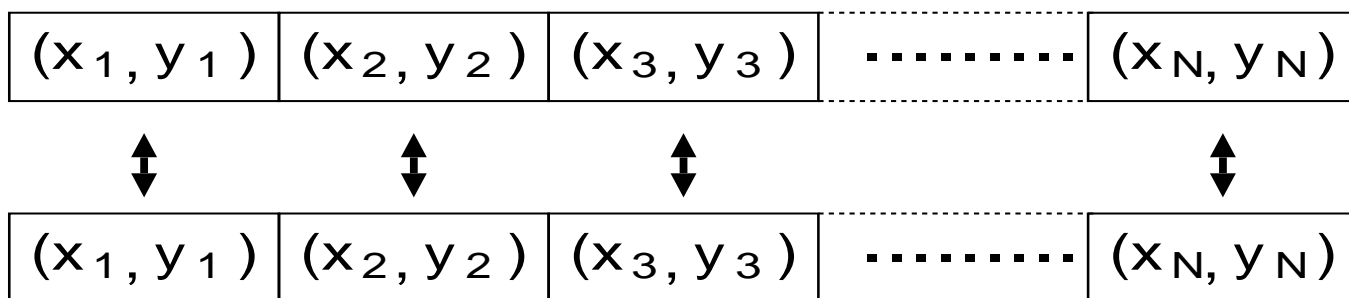 (x1, y1) (x2, y2) (x3, y3) ......... (xN, yN)
(x1, y1) (x2, y2) (x3, y3) ......... (xN, yN)